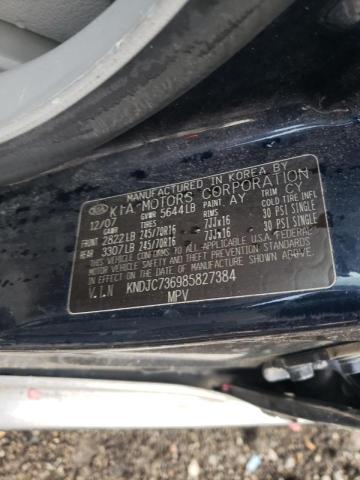 MANUFACTURED IN KOREA BY
KIA KIA MOTORS CORPORATION
12/07 GVWR 5644LB PAINT: AY TRIM CY
TIRES RIMS COLD TIRE INFL
FRONT 2822LB 245/70R16 7JJx16 30 PSI SINGLE
REAR 3307LB 245/70R16 7JJx16 30 PSI SINGLE
THIS VEHICLE CONFORMS TO ALL APPLICABLE U.S.A. FEDERAL
MOTOR VEHICLE SAFETY AND THEFT PREVENTION STANDARDS
IN EFFECT ON THE DATE OF MANUFACTURE SHOWN ABOVE.
V.I.N KNDJC736985827384
MPV